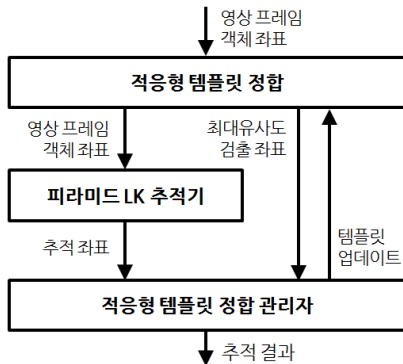 영상 프레임
객체 좌표
적응형 템플릿 정합
영상 프레임
객체 좌표
최대유사도
검출 좌표
피라미드 LK 추적기
추적 좌표
템플릿
업데이트
적응형 템플릿 정합 관리자
추적 결과